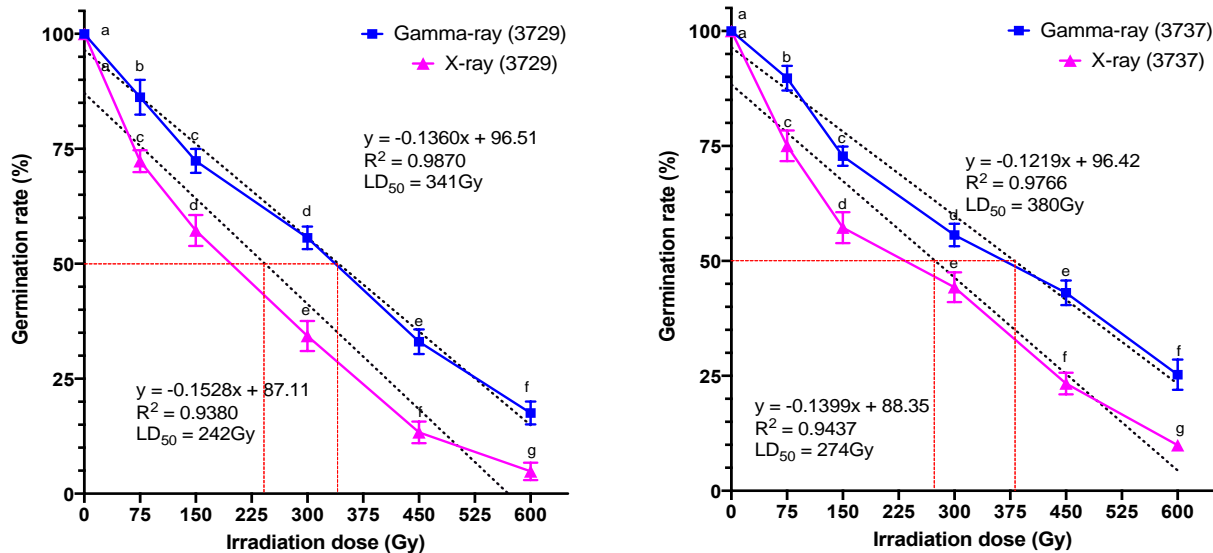 Gamma-ray (3729)
X-ray (3729)
100
75
50
25
0
Germination rate (%)
a
a
b
c
c
d
d
e
e
f
f
g
y = -0.1360x + 96.51
R² = 0.9870
LD₅₀ = 341Gy
y = -0.1528x + 87.11
R² = 0.9380
LD₅₀ = 242Gy
0 75 150 225 300 375 450 525 600
Irradiation dose (Gy)
Gamma-ray (3737)
X-ray (3737)
100
75
50
25
0
Germination rate (%)
a
a
b
c
c
d
d
e
e
f
f
g
y = -0.1219x + 96.42
R² = 0.9766
LD₅₀ = 380Gy
y = -0.1399x + 88.35
R² = 0.9437
LD₅₀ = 274Gy
0 75 150 225 300 375 450 525 600
Irradiation dose (Gy)